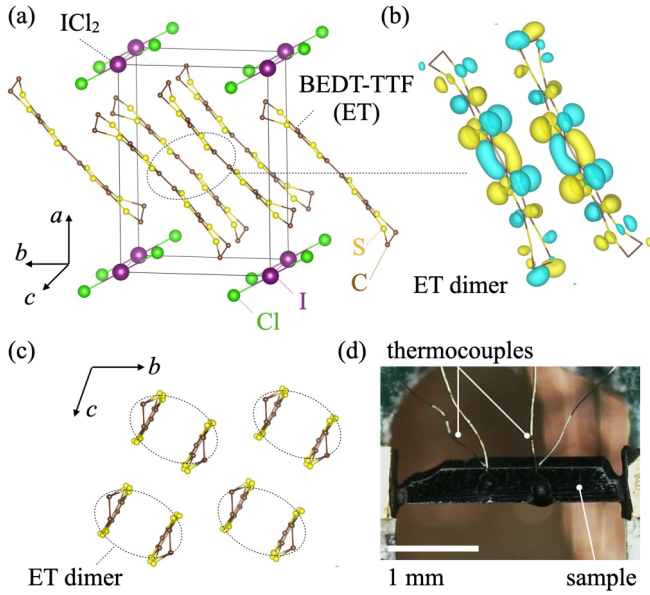 (a)
ICl2
BEDT-TTF
(ET)
a
b
c
S
C
I
Cl
(b)
ET dimer
(c)
b
c
ET dimer
(d)
thermocouples
1 mm
sample